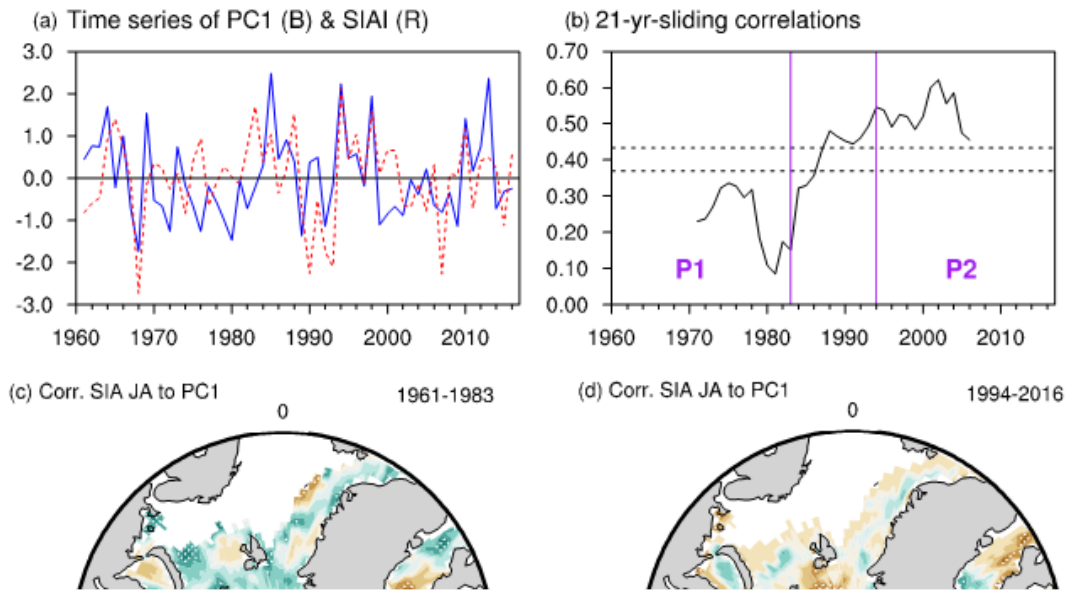 (a) Time series of PC1 (B) & SIAI (R)
3.0
2.0
1.0
0.0
-1.0
-2.0
-3.0
1960 1970 1980 1990 2000 2010
(b) 21-yr-sliding correlations
0.70
0.60
0.50
0.40
0.30
0.20
0.10
0.00
P1 P2
1960 1970 1980 1990 2000 2010
(c) Corr. SIA JA to PC1 1961-1983
0
(d) Corr. SIA JA to PC1 1994-2016
0